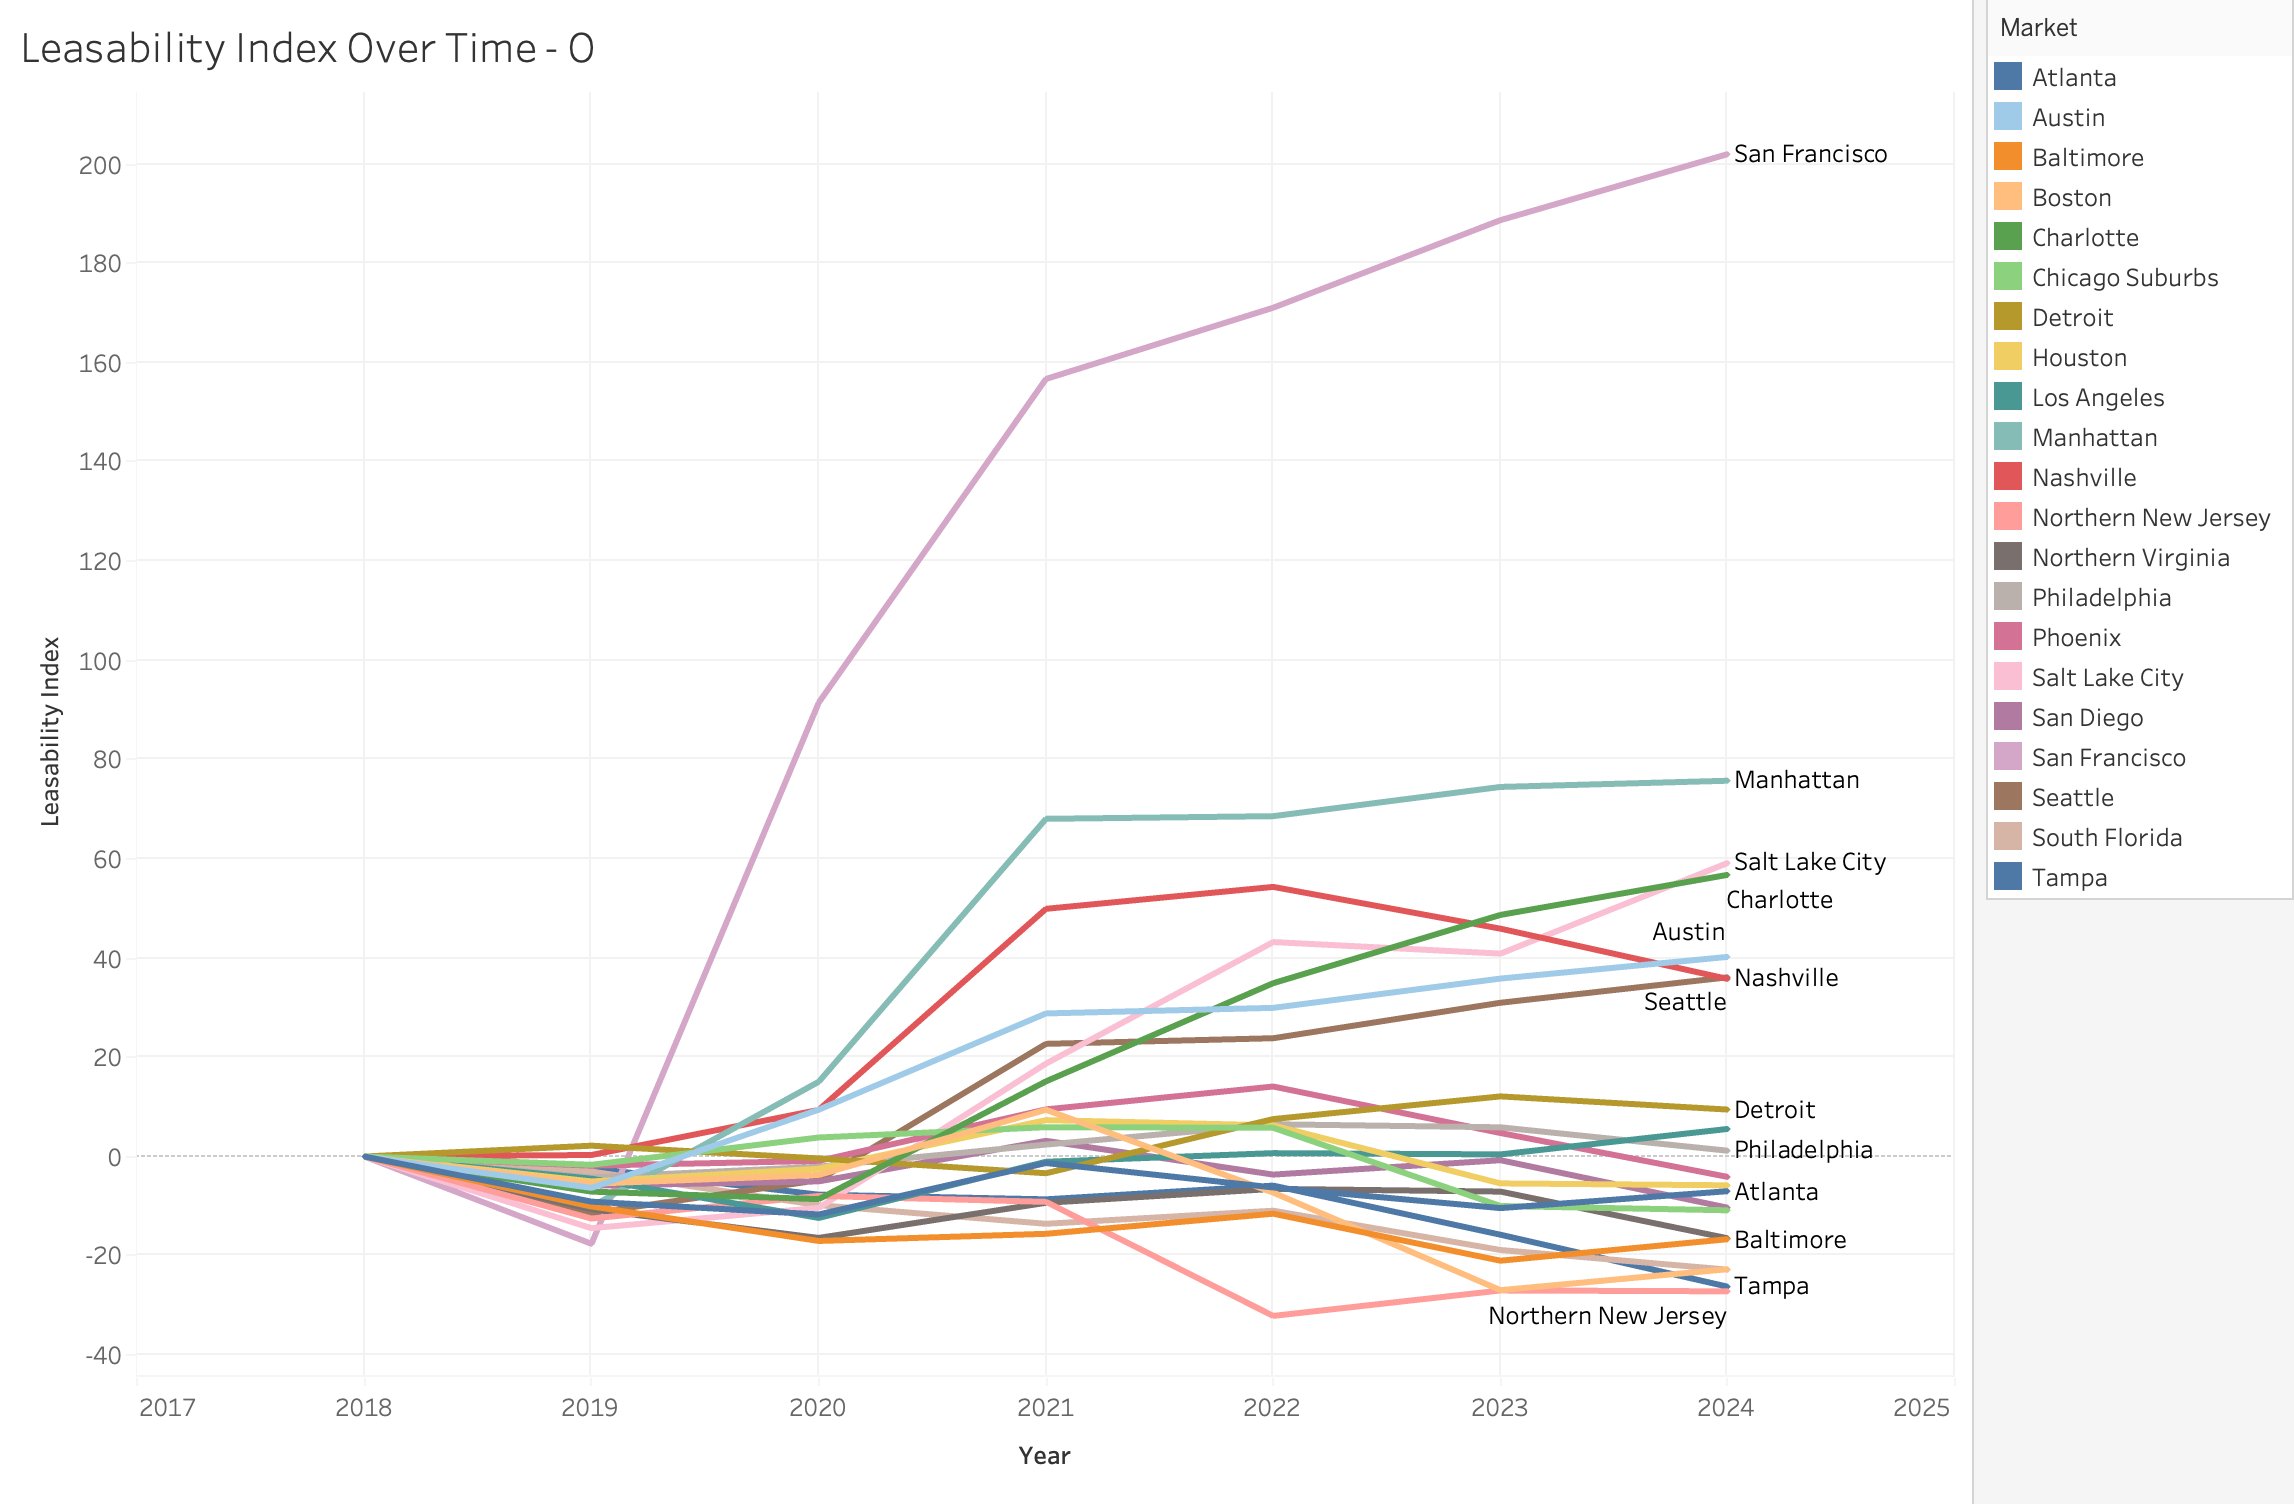 Leasability Index Over Time - O
Market
Atlanta
Austin
Baltimore
Boston
Charlotte
Chicago Suburbs
Detroit
Houston
Los Angeles
Manhattan
Nashville
Northern New Jersey
Northern Virginia
Philadelphia
Phoenix
Salt Lake City
San Diego
San Francisco
Seattle
South Florida
Tampa
Leasability Index
200
180
160
140
120
100
80
60
40
20
0
-20
-40
San Francisco
Manhattan
Salt Lake City
Charlotte
Austin
Nashville
Seattle
Detroit
Philadelphia
Atlanta
Baltimore
Tampa
Northern New Jersey
2017 2018 2019 2020 2021 2022 2023 2024 2025
Year